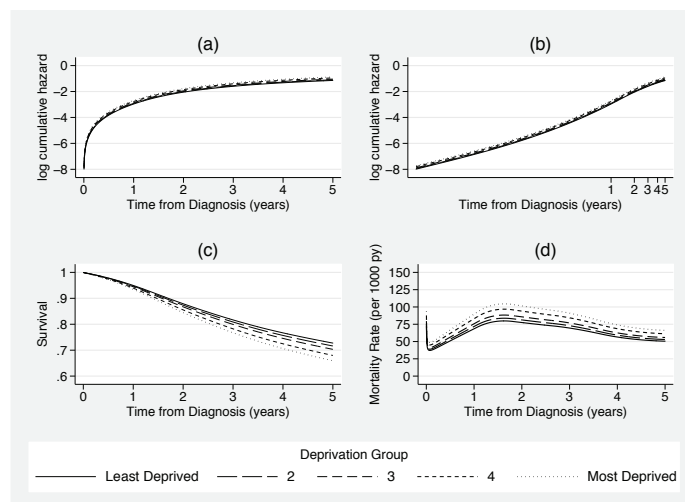 (a)
log cumulative hazard
0
−2
−4
−6
−8
0 1 2 3 4 5
Time from Diagnosis (years)
(b)
log cumulative hazard
0
−2
−4
−6
−8
1 2 3 4 5
Time from Diagnosis (years)
(c)
Survival
1
.9
.8
.7
.6
0 1 2 3 4 5
Time from Diagnosis (years)
(d)
Mortality Rate (per 1000 py)
150
125
100
75
50
25
0
0 1 2 3 4 5
Time from Diagnosis (years)
Deprivation Group
Least Deprived 2 3 4 Most Deprived